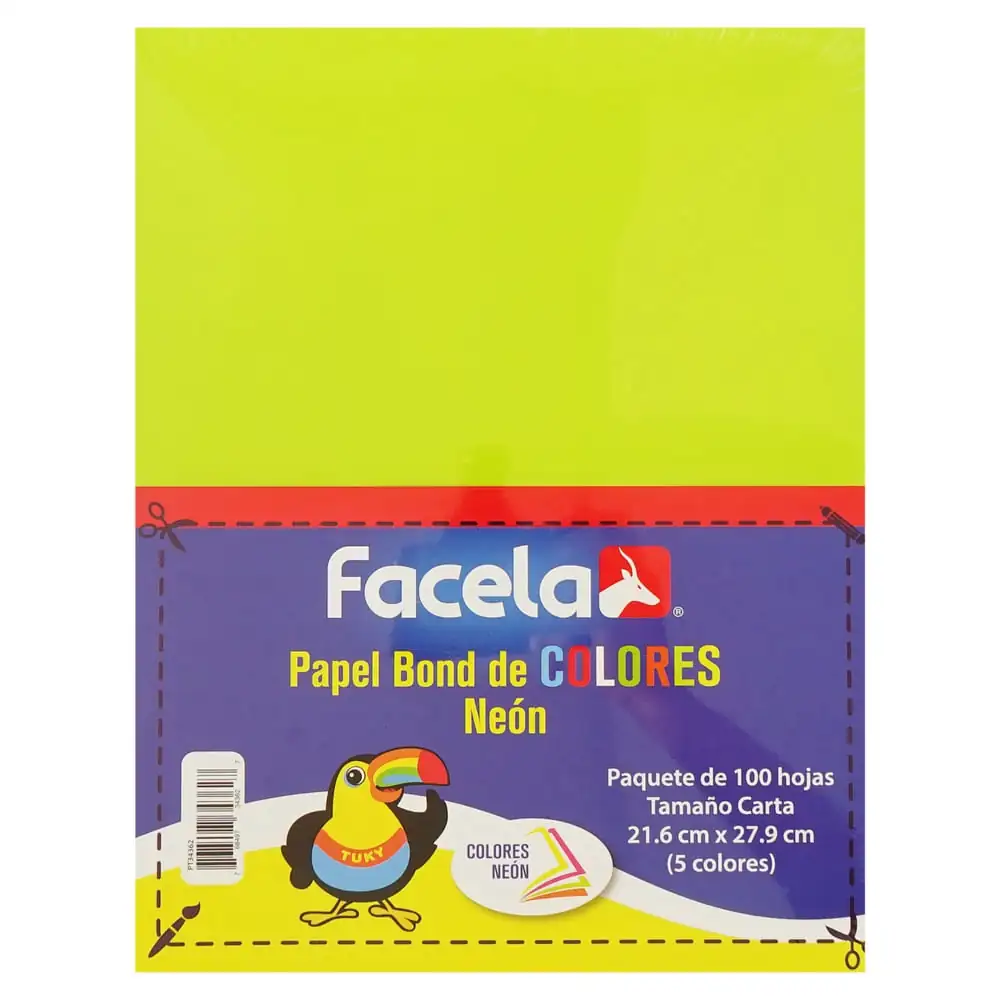 Facela®
Papel Bond de COLORES
Neón
Paquete de 100 hojas
Tamaño Carta
21.6 cm x 27.9 cm
(5 colores)
TUKY
COLORES
NEÓN
PT34362